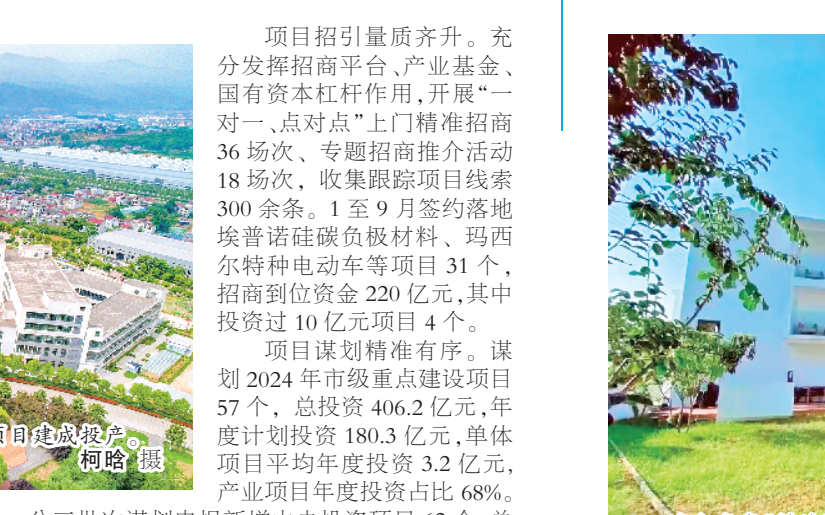 项目招引量质齐升。充
分发挥招商平台、产业基金、
国有资本杠杆作用,开展“一
对一、点对点”上门精准招商
36 场次、专题招商推介活动
18 场次，收集跟踪项目线索
300 余条。1 至 9 月签约落地
埃普诺硅碳负极材料、玛西
尔特种电动车等项目 31 个，
招商到位资金 220 亿元,其中
投资过 10 亿元项目 4 个。
项目谋划精准有序。谋
划 2024 年市级重点建设项目
57 个，总投资 406.2 亿元,年
度计划投资 180.3 亿元,单体
项目平均年度投资 3.2 亿元,
产业项目年度投资占比 68%。
目建成投产。
柯晗 摄